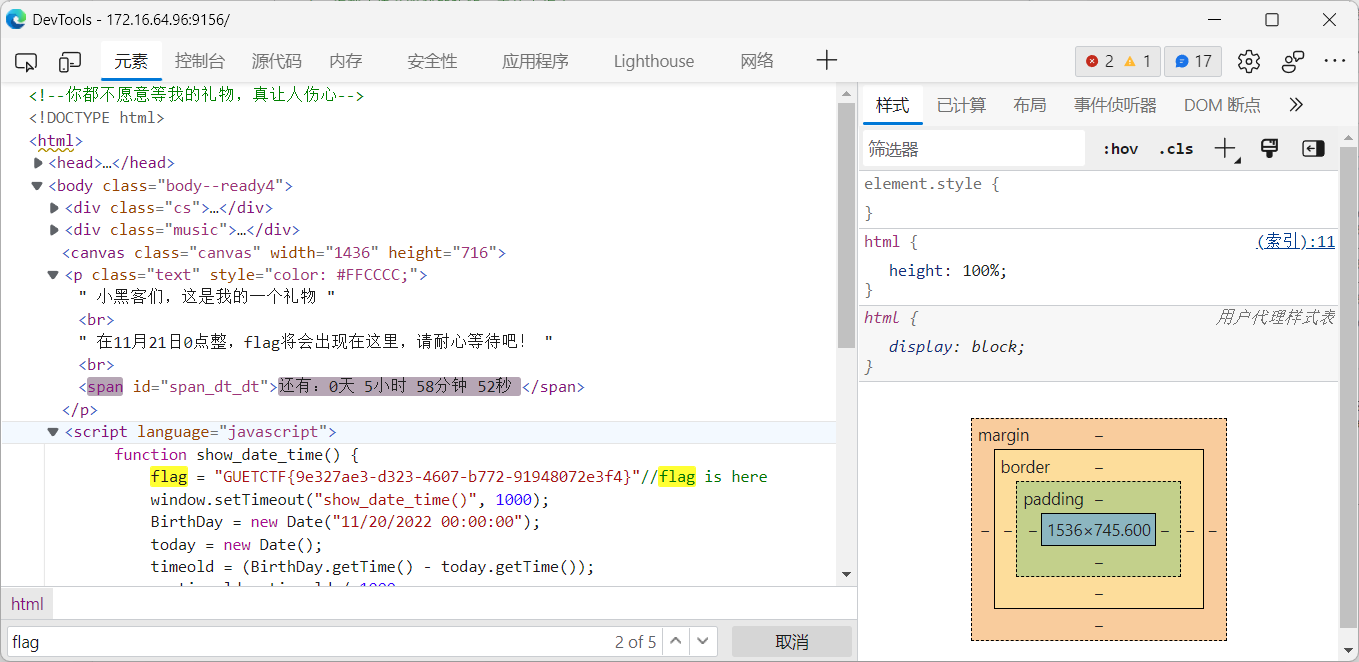 DevTools - 172.16.64.96:9156/
元素 控制台 源代码 内存 安全性 应用程序 Lighthouse 网络 2 1 17
<!--你都不愿意等我的礼物，真让人伤心-->
<!DOCTYPE html>
<html>
<head>…</head>
<body class="body--ready4">
<div class="cs">…</div>
<div class="music">…</div>
<canvas class="canvas" width="1436" height="716">
<p class="text" style="color: #FFCCCC;">
" 小黑客们，这是我的一个礼物 "
<br>
" 在11月21日0点整，flag将会出现在这里，请耐心等待吧！ "
<br>
<span id="span_dt_dt">还有：0天 5小时 58分钟 52秒 </span>
</p>
<script language="javascript">
function show_date_time() {
flag = "GUETCTF{9e327ae3-d323-4607-b772-91948072e3f4}"//flag is here
window.setTimeout("show_date_time()", 1000);
BirthDay = new Date("11/20/2022 00:00:00");
today = new Date();
timeold = (BirthDay.getTime() - today.getTime());
html
flag 2 of 5 取消
样式 已计算 布局 事件侦听器 DOM 断点
筛选器 :hov .cls
element.style {
}
html { (索引):11
height: 100%;
}
html { 用户代理样式表
display: block;
}
margin –
border –
padding –
– – – 1536×745.600 – – –
–
–
–